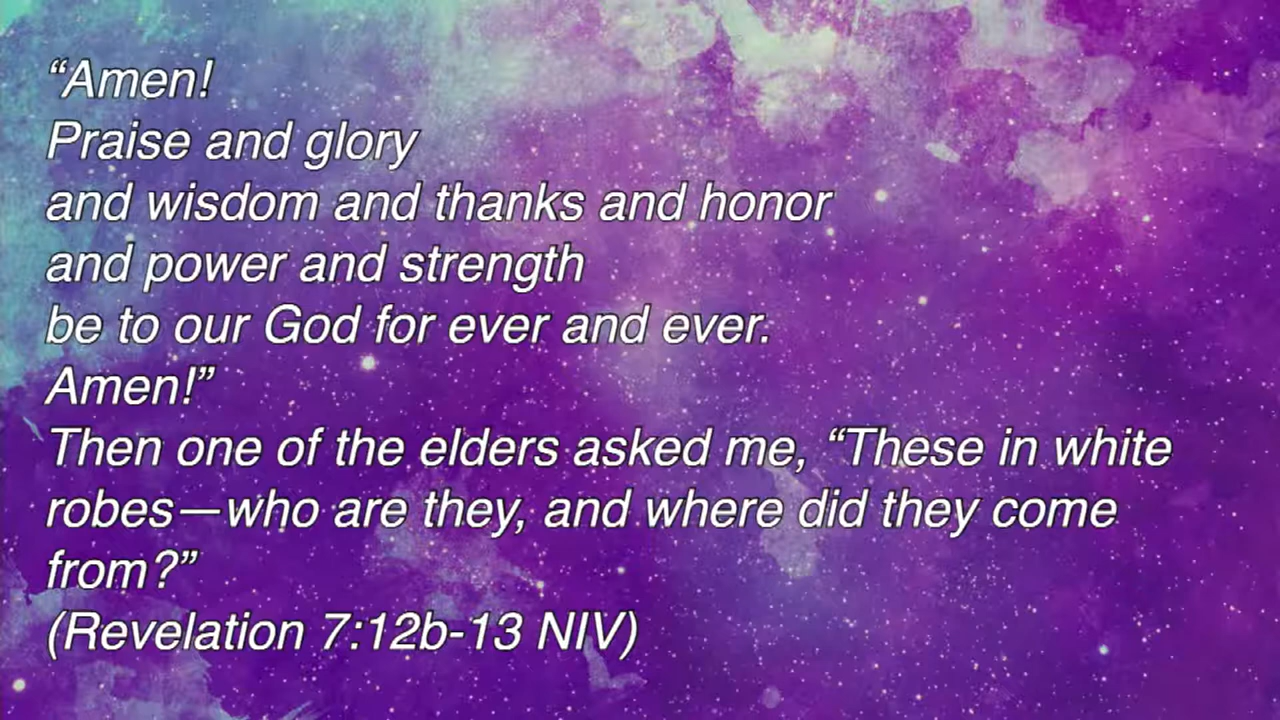 “Amen!
Praise and glory
and wisdom and thanks and honor
and power and strength
be to our God for ever and ever.
Amen!”
Then one of the elders asked me, “These in white
robes—who are they, and where did they come
from?”
(Revelation 7:12b-13 NIV)